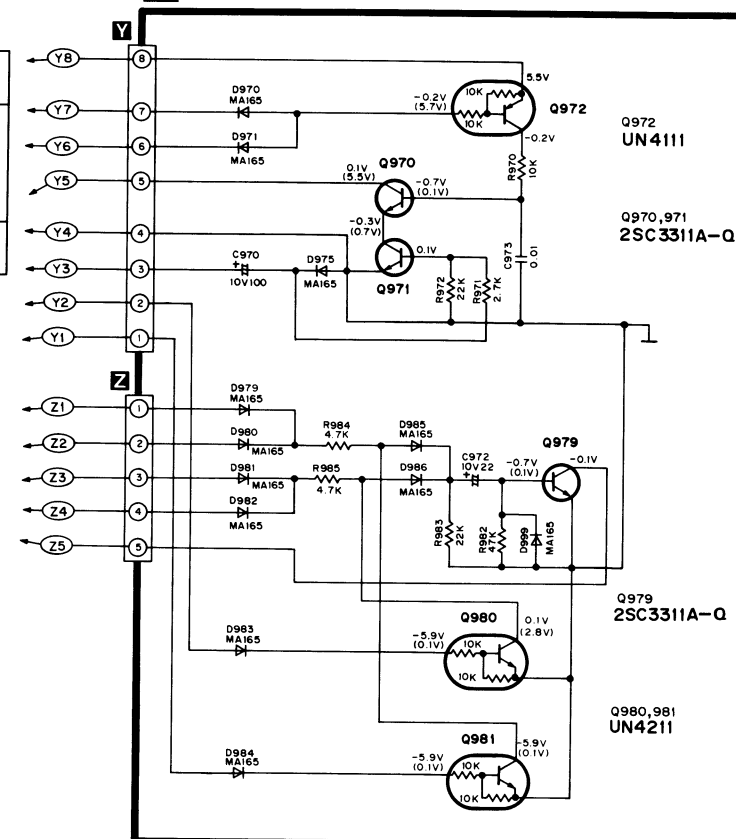 Y
Y8
8
5.5V
D970
MA165
-0.2V
(5.7V)
10K
10K
Q972
Q972
UN4111
Y7
7
D971
MA165
Y6
6
-0.2V
R970
10K
Y5
5
0.1V
(5.5V)
Q970
-0.7V
(0.1V)
Q970,971
2SC3311A-Q
Y4
4
-0.3V
(0.7V)
C973
0.01
Y3
3
C970
+
10V100
D975
MA165
0.1V
Q971
R972
22K
R971
2.7K
Y2
2
Y1
1
Z
Z1
1
D979
MA165
Z2
2
D980
MA165
R984
4.7K
D985
MA165
C972
+
10V22
Q979
-0.7V
(0.1V)
-0.1V
Z3
3
D981
MA165
R985
4.7K
D986
MA165
Z4
4
D982
MA165
R983
22K
R982
47K
D999
MA165
Z5
5
Q979
2SC3311A-Q
D983
MA165
Q980
-5.9V
(0.1V)
10K
10K
0.1V
(2.8V)
Q980,981
UN4211
D984
MA165
Q981
-5.9V
(0.1V)
10K
10K
-5.9V
(0.1V)